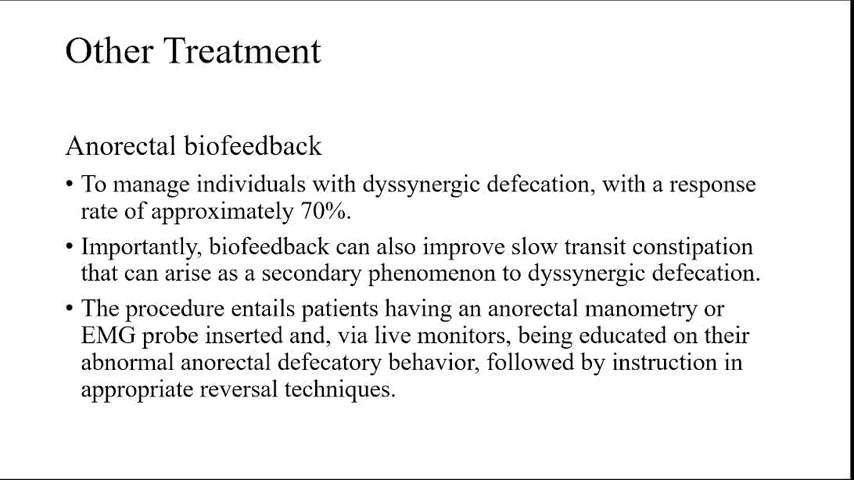 Other Treatment
Anorectal biofeedback
• To manage individuals with dyssynergic defecation, with a response
rate of approximately 70%.
• Importantly, biofeedback can also improve slow transit constipation
that can arise as a secondary phenomenon to dyssynergic defecation.
• The procedure entails patients having an anorectal manometry or
EMG probe inserted and, via live monitors, being educated on their
abnormal anorectal defecatory behavior, followed by instruction in
appropriate reversal techniques.